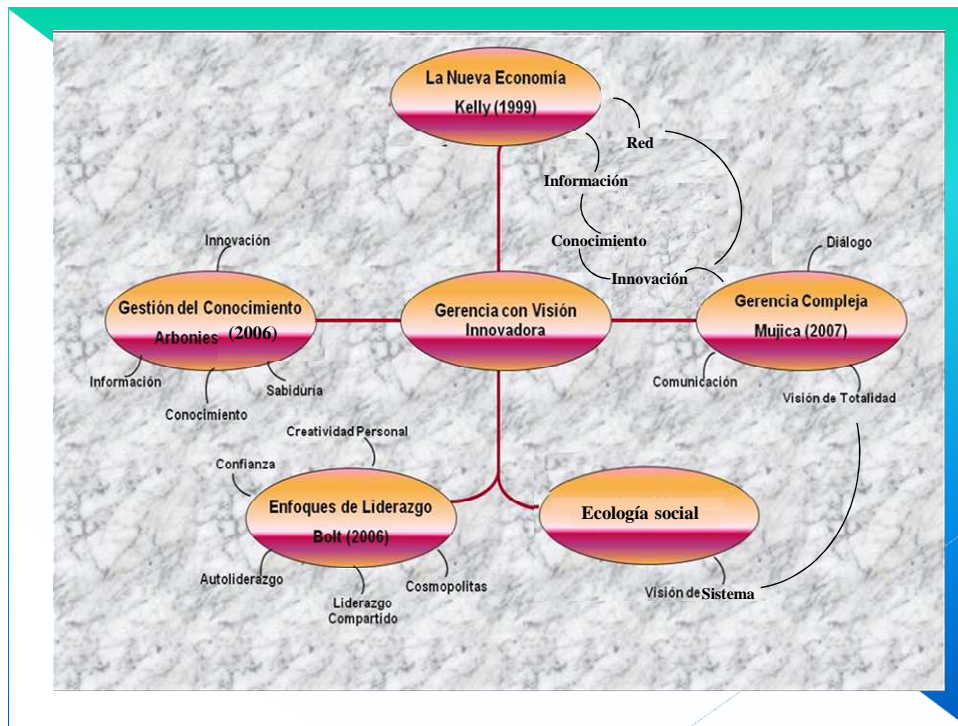 La Nueva Economía
Kelly (1999)
Red
Información
Conocimiento
Innovación
Innovación
Diálogo
Gestión del Conocimiento
Arbonies (2006)
Gerencia con Visión
Innovadora
Gerencia Compleja
Mujica (2007)
Información
Conocimiento
Sabiduría
Comunicación
Visión de Totalidad
Creatividad Personal
Confianza
Enfoques de Liderazgo
Bolt (2006)
Ecología social
Autoliderazgo
Liderazgo
Compartido
Cosmopolitas
Visión de Sistema